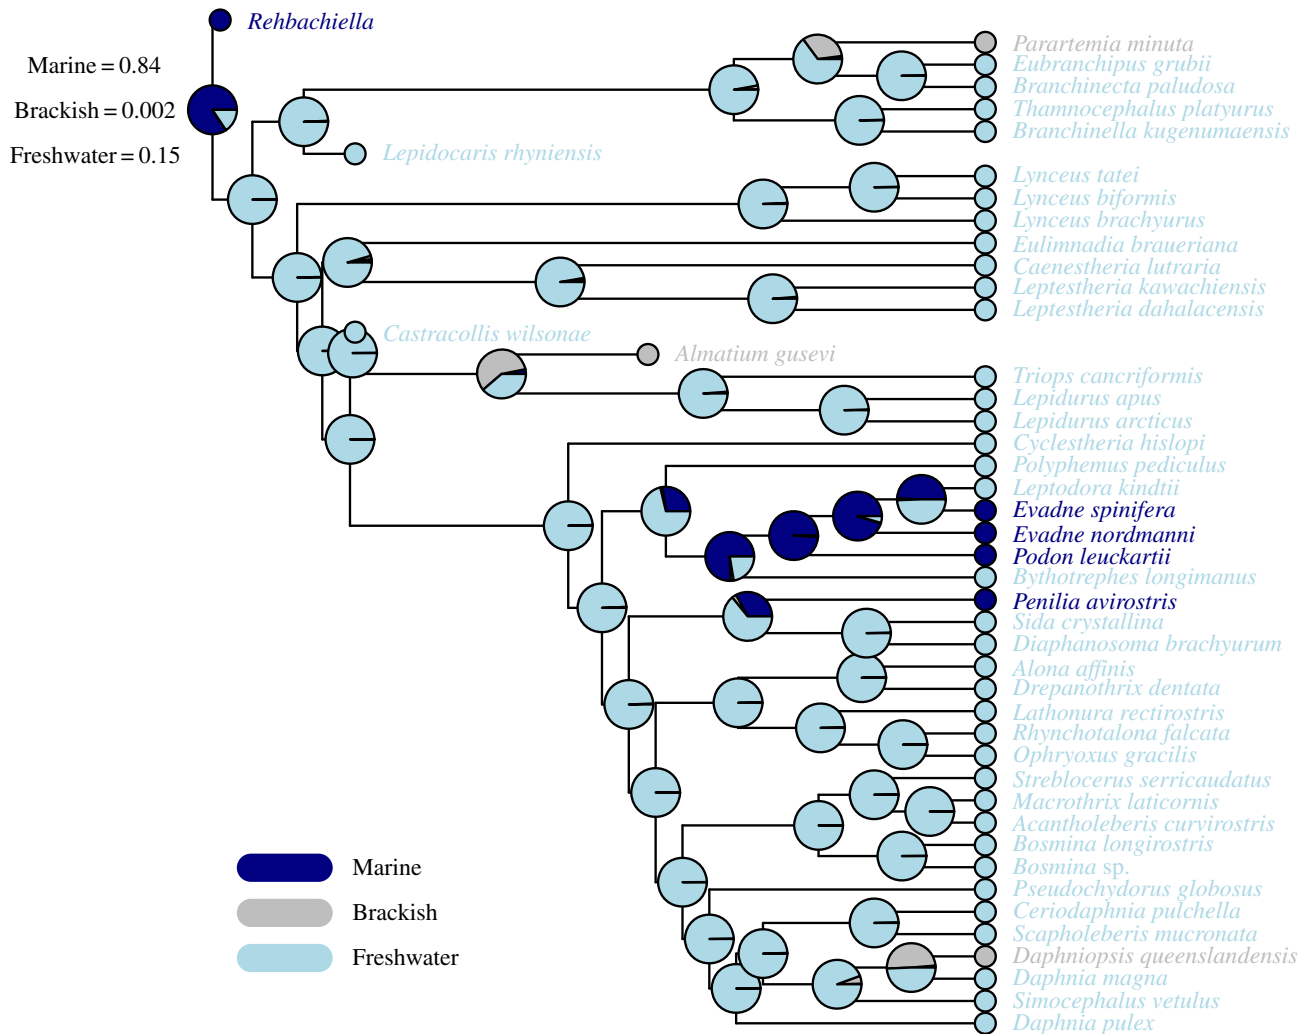 Rehbachiella
Marine = 0.84
Brackish = 0.002
Freshwater = 0.15
Parartemia minuta
Eubranchipus grubii
Branchinecta paludosa
Thamnocephalus platyurus
Branchinella kugenumaensis
Lepidocaris rhyniensis
Lynceus tatei
Lynceus biformis
Lynceus brachyurus
Eulimnadia braueriana
Caenestheria lutraria
Leptestheria kawachiensis
Leptestheria dahalacensis
Castracollis wilsonae
Almatium gusevi
Triops cancriformis
Lepidurus apus
Lepidurus arcticus
Cyclestheria hislopi
Polyphemus pediculus
Leptodora kindtii
Evadne spinifera
Evadne nordmanni
Podon leuckartii
Bythotrephes longimanus
Penilia avirostris
Sida crystallina
Diaphanosoma brachyurum
Alona affinis
Drepanothrix dentata
Lathonura rectirostris
Rhynchotalona falcata
Ophryoxus gracilis
Streblocerus serricaudatus
Macrothrix laticornis
Acantholeberis curvirostris
Bosmina longirostris
Bosmina sp.
Pseudochydorus globosus
Ceriodaphnia pulchella
Scapholeberis mucronata
Daphniopsis queenslandensis
Daphnia magna
Simocephalus vetulus
Daphnia pulex
Marine
Brackish
Freshwater